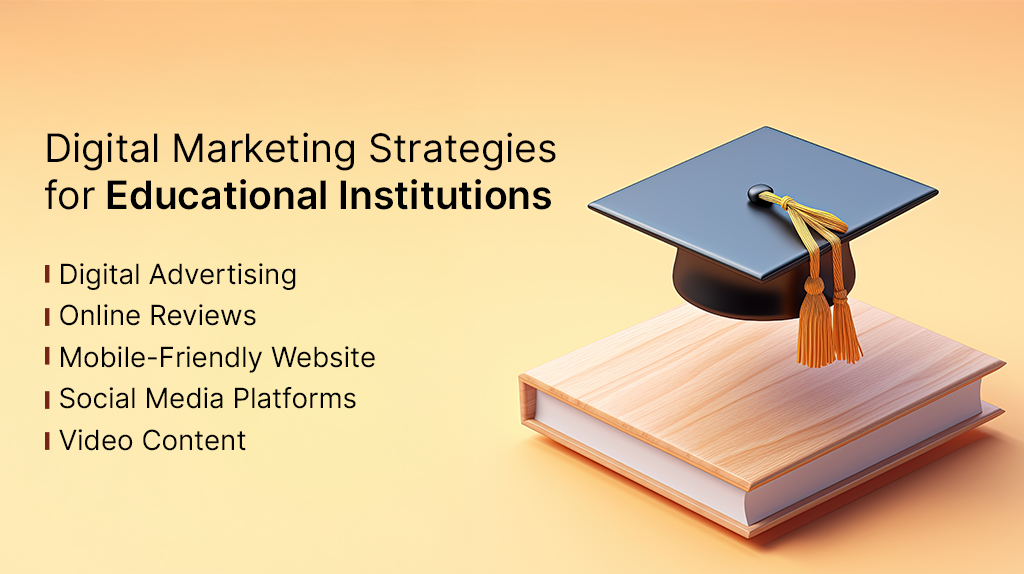 Digital Marketing Strategies
for Educational Institutions
Digital Advertising
Online Reviews
Mobile-Friendly Website
Social Media Platforms
Video Content